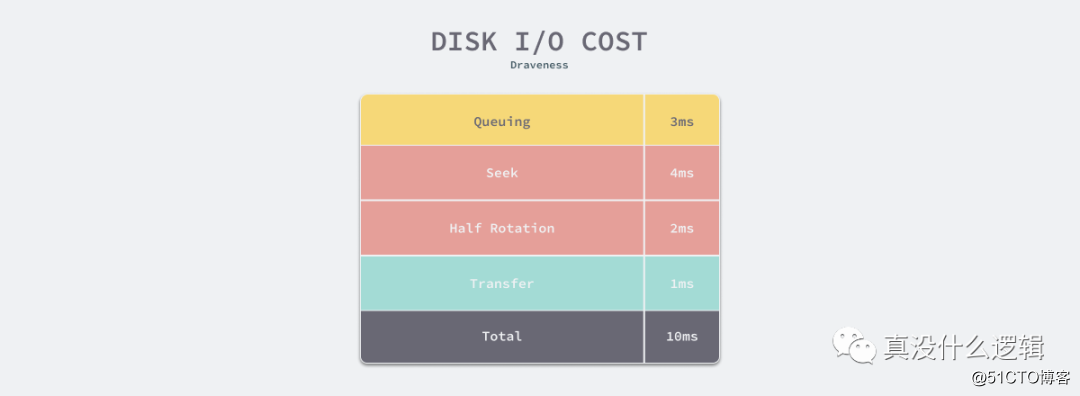 DISK I/O COST
Draveness
Queuing 3ms
Seek 4ms
Half Rotation 2ms
Transfer 1ms
Total 10ms
真没什么逻辑
@51CTO博客